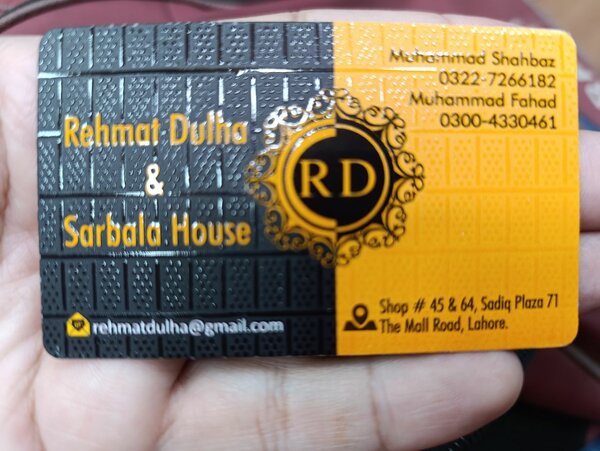 Rehmat Dulha
&
Sarbala House
rehmatdulha@gmail.com
RD
Muhammad Shahbaz
0322-7266182
Muhammad Fahad
0300-4330461
Shop # 45 & 64, Sadiq Plaza 71
The Mall Road, Lahore.